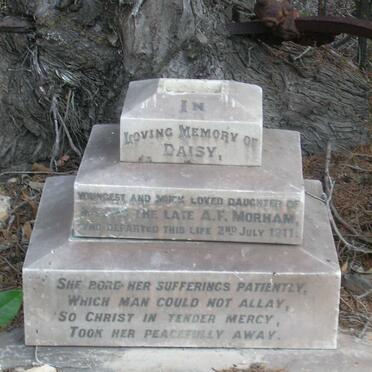 IN
LOVING MEMORY OF
DAISY,
YOUNGEST AND MUCH LOVED DAUGHTER OF
THE LATE A.F. MORHAM,
WHO DEPARTED THIS LIFE 2ND JULY 1911.
SHE BORE HER SUFFERINGS PATIENTLY,
WHICH MAN COULD NOT ALLAY,
SO CHRIST IN TENDER MERCY,
TOOK HER PEACEFULLY AWAY.